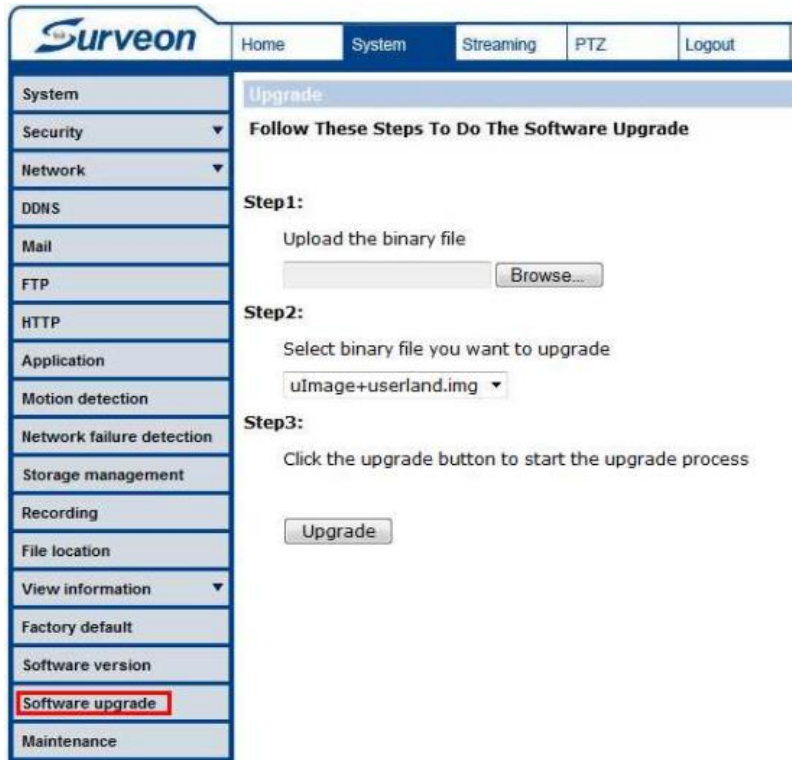 Surveon
Home System Streaming PTZ Logout
System
Security
Network
DDNS
Mail
FTP
HTTP
Application
Motion detection
Network failure detection
Storage management
Recording
File location
View information
Factory default
Software version
Software upgrade
Maintenance
Upgrade
Follow These Steps To Do The Software Upgrade
Step1:
Upload the binary file
Browse...
Step2:
Select binary file you want to upgrade
uImage+userland.img
Step3:
Click the upgrade button to start the upgrade process
Upgrade